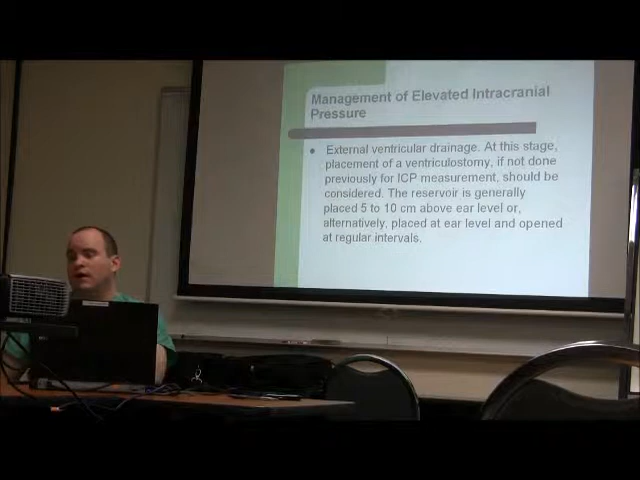 Management of Elevated Intracranial
Pressure
External ventricular drainage. At this stage,
placement of a ventriculostomy, if not done
previously for ICP measurement, should be
considered. The reservoir is generally
placed 5 to 10 cm above ear level or,
alternatively, placed at ear level and opened
at regular intervals.